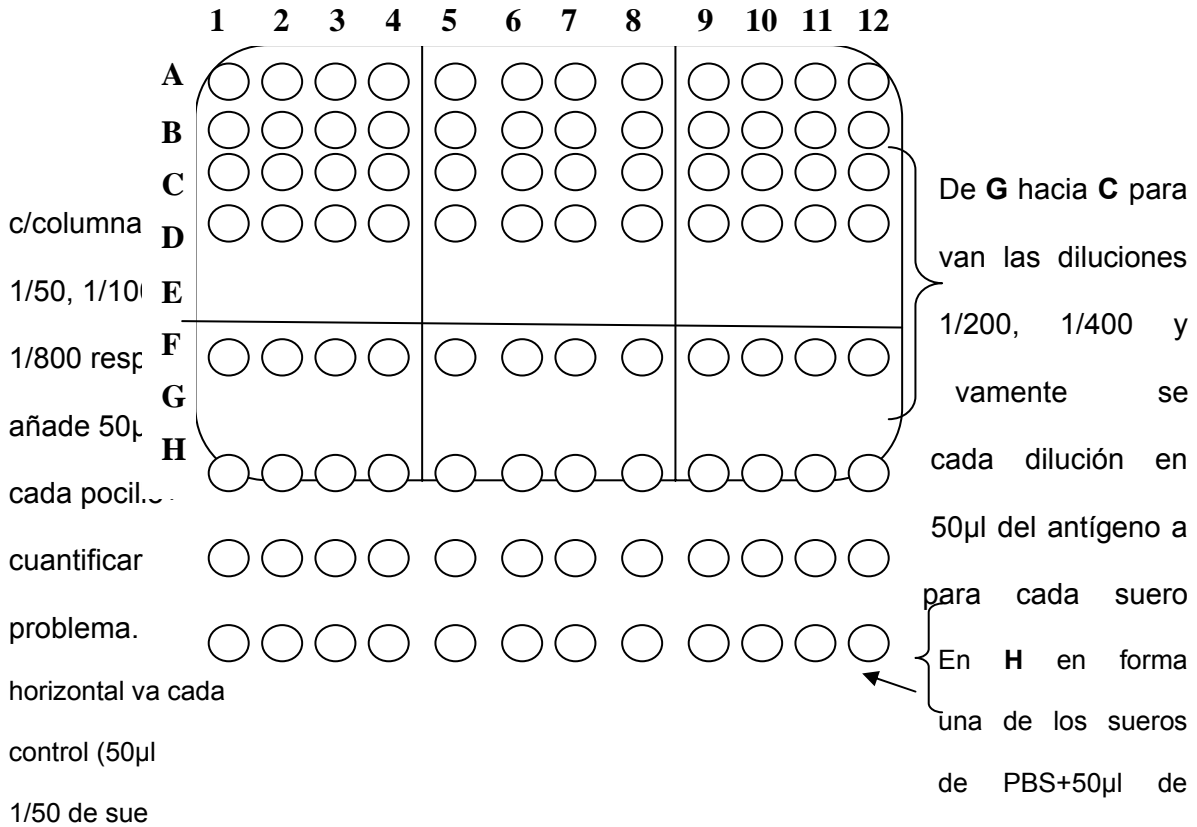 1 2 3 4 5 6 7 8 9 10 11 12
A
B
C
D
E
F
G
H
De G hacia C para
c/columna van las diluciones
1/50, 1/10 1/200, 1/400 y
1/800 resp vamente se
añade 50µ cada dilución en
cada pocillo 50µl del antígeno a
cuantificar para cada suero
problema. En H en forma
horizontal va cada una de los sueros
control (50µl de PBS+50µl de
1/50 de sue